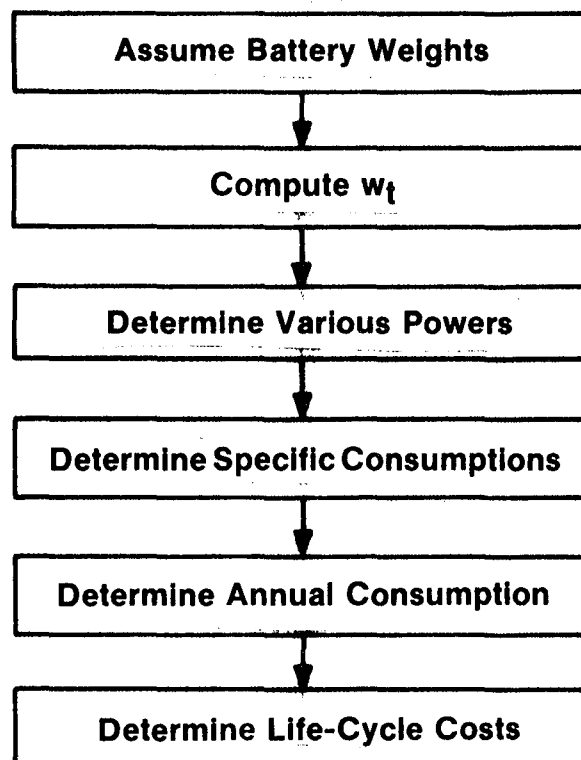 Assume Battery Weights
Compute wt
Determine Various Powers
Determine Specific Consumptions
Determine Annual Consumption
Determine Life-Cycle Costs